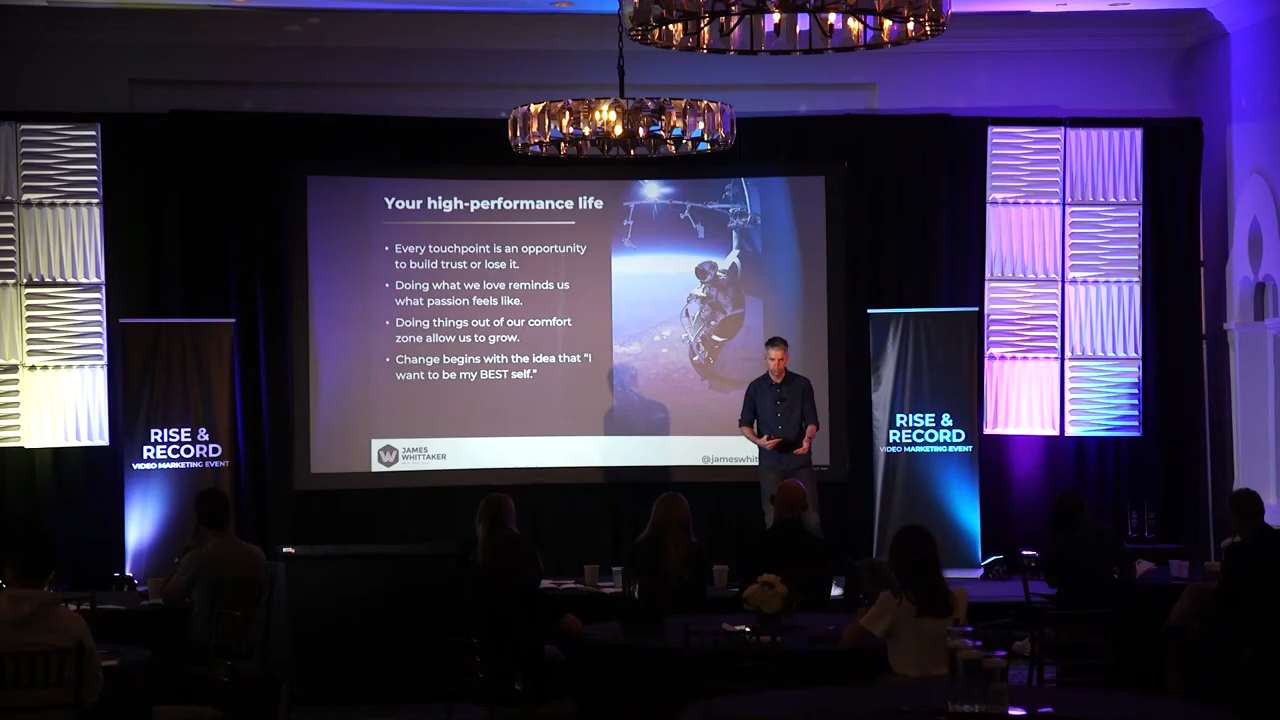 Your high-performance life
• Every touchpoint is an opportunity
to build trust or lose it.
• Doing what we love reminds us
what passion feels like.
• Doing things out of our comfort
zone allow us to grow.
• Change begins with the idea that “I
want to be my BEST self.”
JAMES
WHITTAKER
@jameswhit
RISE &
RECORD
VIDEO MARKETING EVENT
RISE &
RECORD
VIDEO MARKETING EVENT